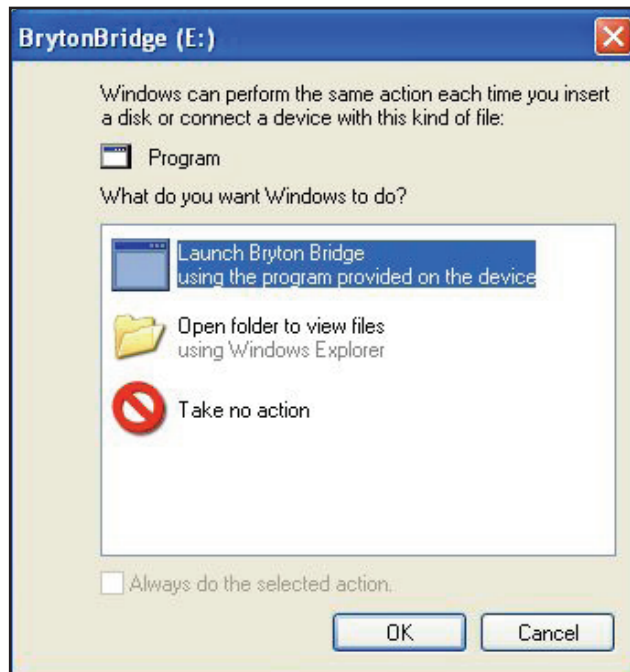 BrytonBridge (E:)
Windows can perform the same action each time you insert
a disk or connect a device with this kind of file:
Program
What do you want Windows to do?
Launch Bryton Bridge
using the program provided on the device
Open folder to view files
using Windows Explorer
Take no action
Always do the selected action.
OK
Cancel